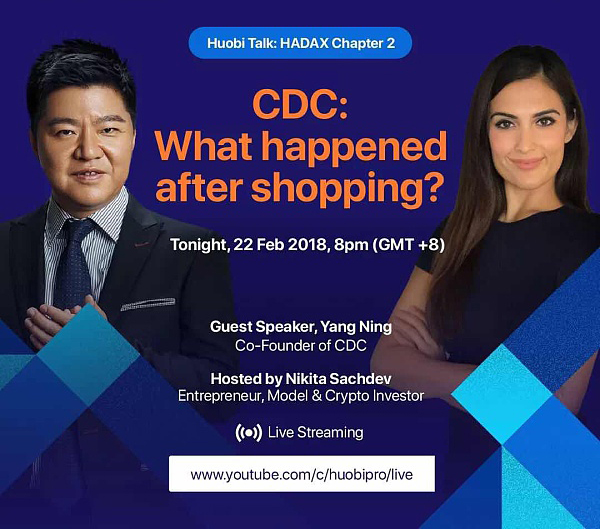 Huobi Talk: HADAX Chapter 2
CDC:
What happened
after shopping?
Tonight, 22 Feb 2018, 8pm (GMT +8)
Guest Speaker, Yang Ning
Co-Founder of CDC
Hosted by Nikita Sachdev
Entrepreneur, Model & Crypto Investor
Live Streaming
www.youtube.com/c/huobipro/live